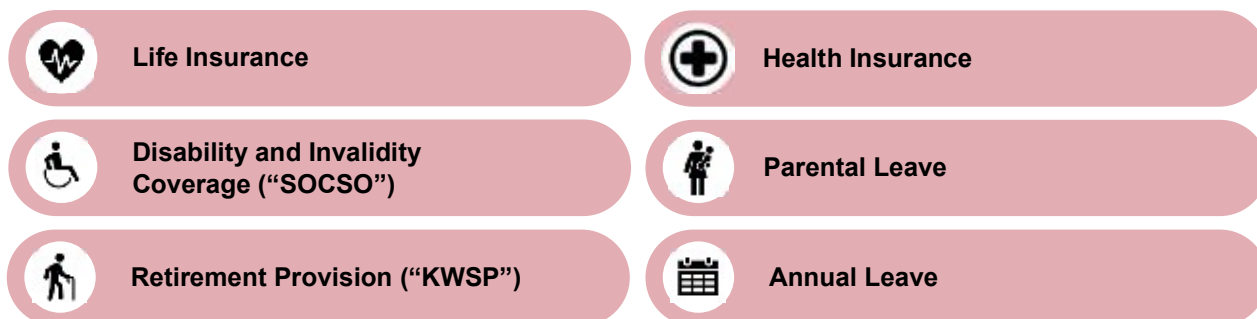 Life Insurance
Health Insurance
Disability and Invalidity
Coverage (“SOCSO”)
Parental Leave
Retirement Provision (“KWSP”)
Annual Leave